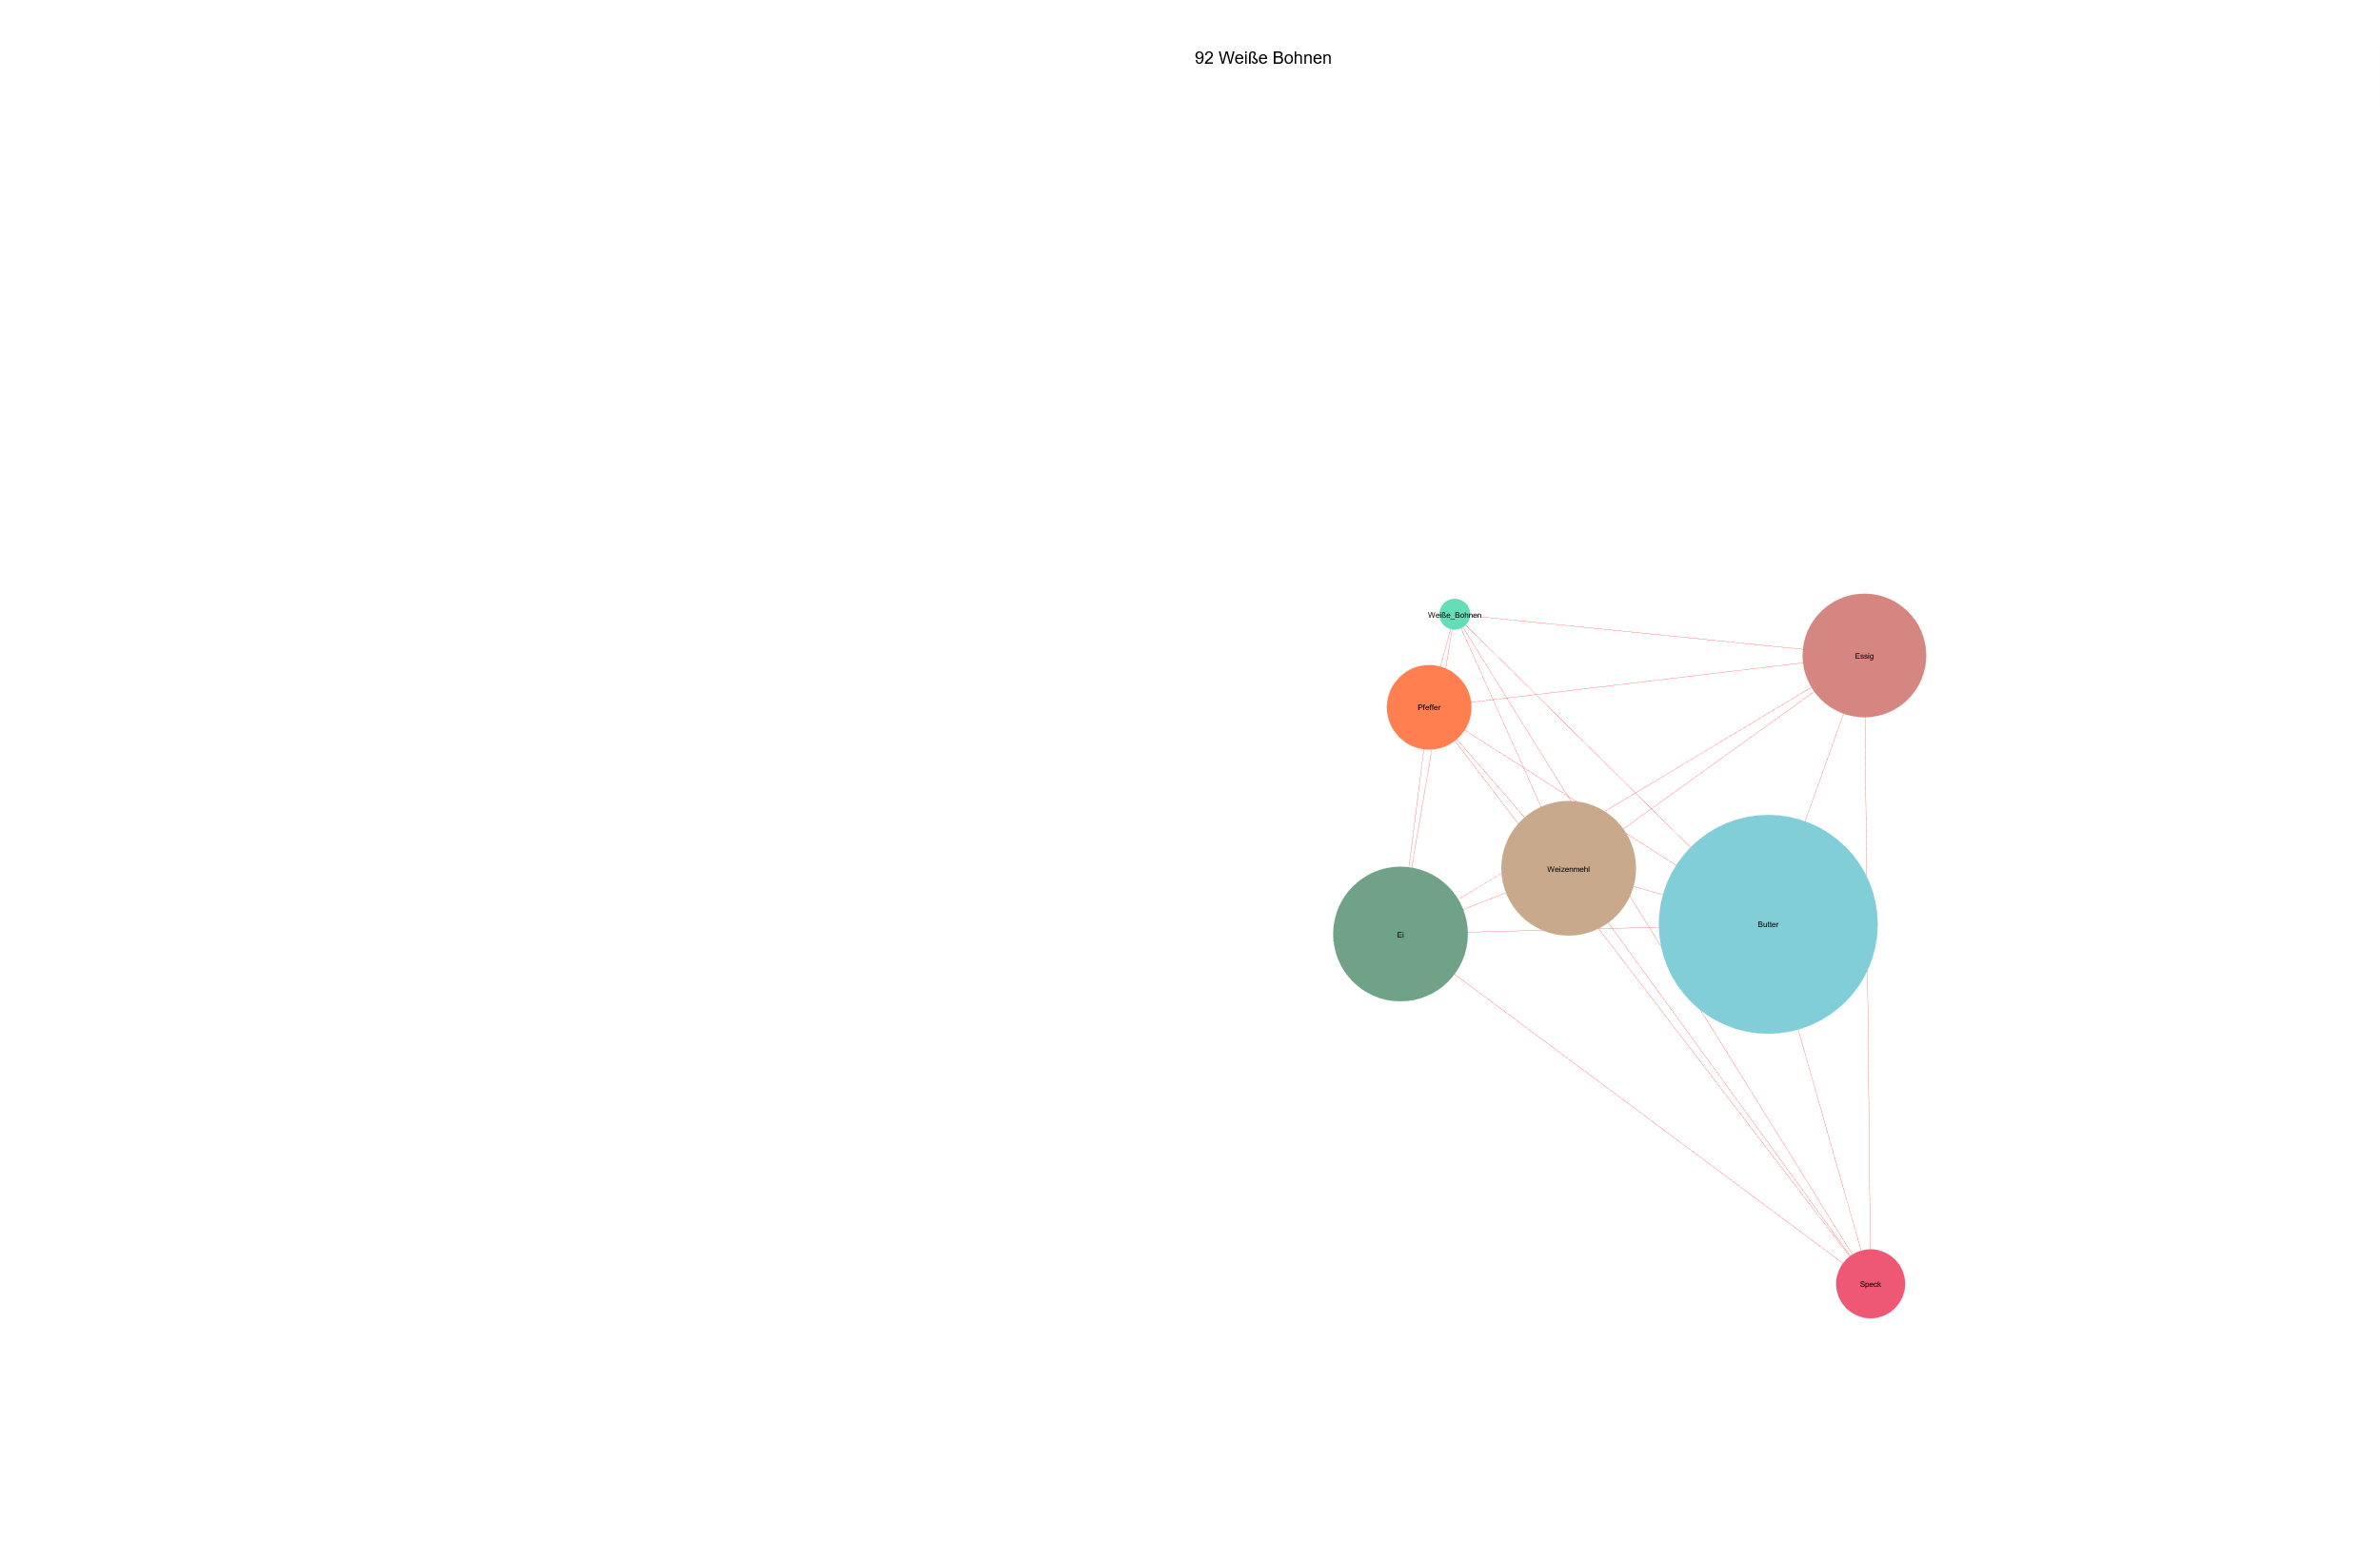 92 Weiße Bohnen
Weiße_Bohnen
Essig
Pfeffer
Weizenmehl
Butter
Ei
Speck